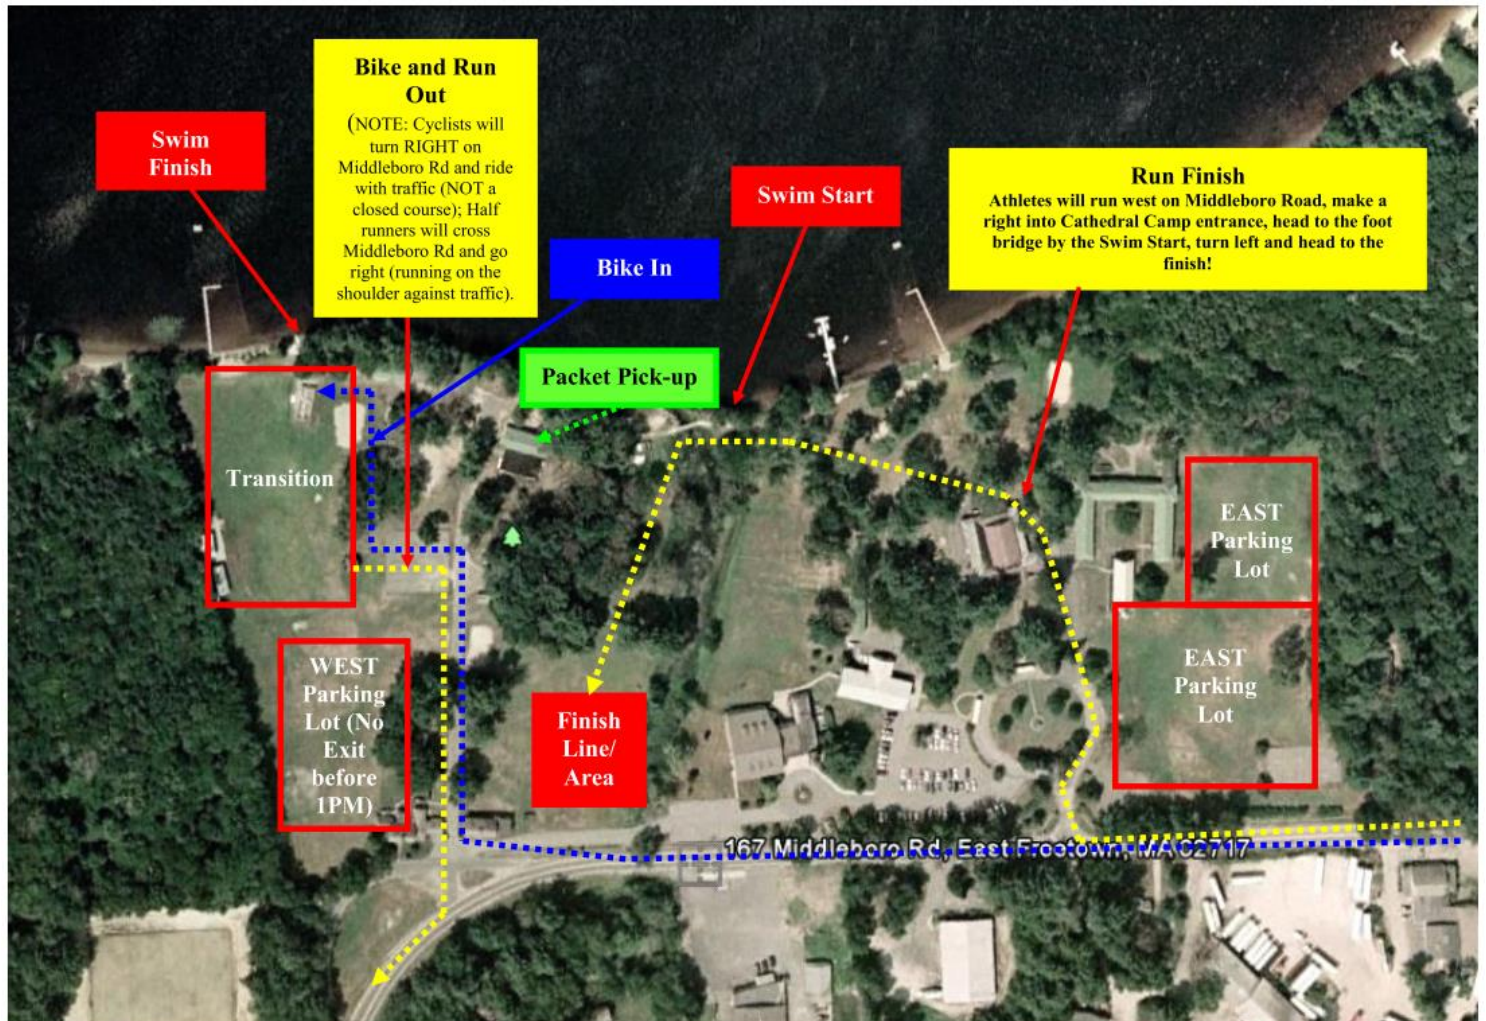 Bike and Run
Out
(NOTE: Cyclists will
turn RIGHT on
Middleboro Rd and ride
with traffic (NOT a
closed course); Half
runners will cross
Middleboro Rd and go
right (running on the
shoulder against traffic).
Swim
Finish
Swim Start
Run Finish
Athletes will run west on Middleboro Road, make a
right into Cathedral Camp entrance, head to the foot
bridge by the Swim Start, turn left and head to the
finish!
Bike In
Packet Pick-up
Transition
EAST
Parking
Lot
WEST
Parking
Lot (No
Exit
before
1PM)
EAST
Parking
Lot
Finish
Line/
Area
167 Middleboro Rd, East Freetown, MA 02717